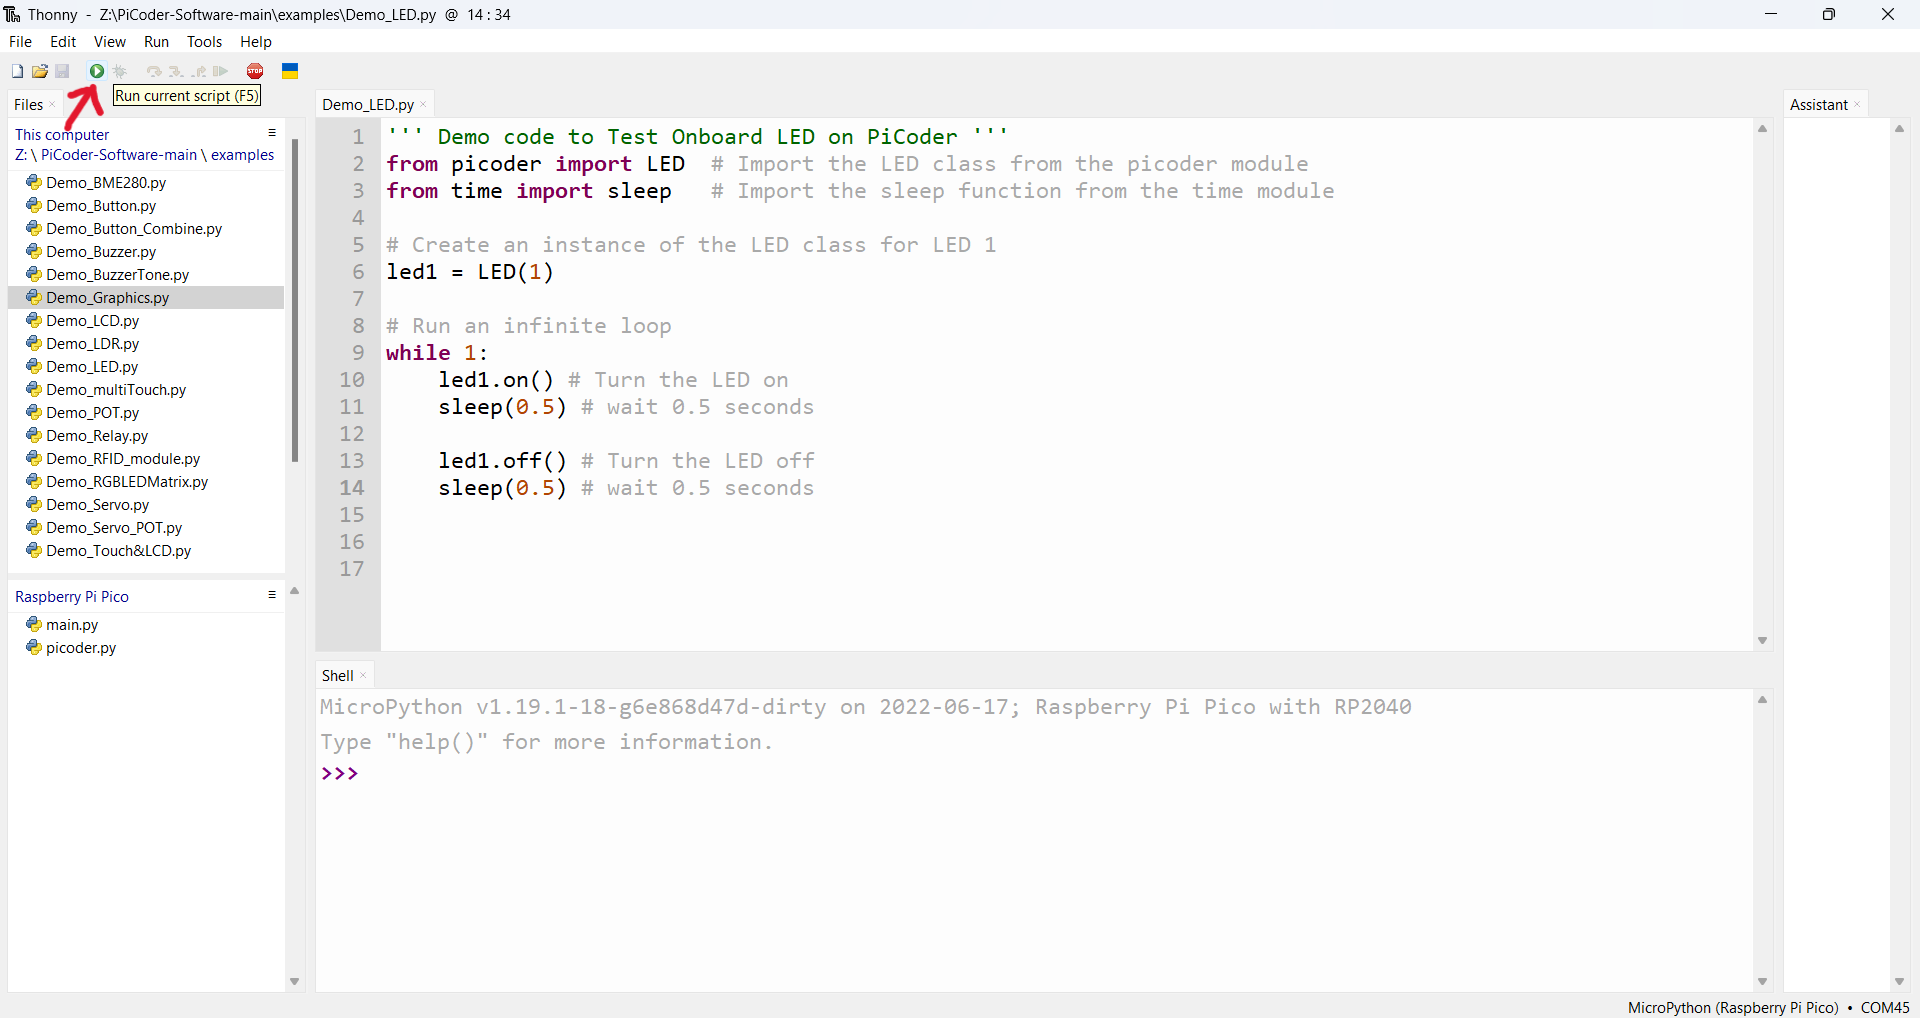 Thonny - Z:\PiCoder-Software-main\examples\Demo_LED.py @ 14:34
File Edit View Run Tools Help
STOP
Run current script (F5)
Files
This computer
Z: \ PiCoder-Software-main \ examples
Demo_BME280.py
Demo_Button.py
Demo_Button_Combine.py
Demo_Buzzer.py
Demo_BuzzerTone.py
Demo_Graphics.py
Demo_LCD.py
Demo_LDR.py
Demo_LED.py
Demo_multiTouch.py
Demo_POT.py
Demo_Relay.py
Demo_RFID_module.py
Demo_RGBLEDMatrix.py
Demo_Servo.py
Demo_Servo_POT.py
Demo_Touch&LCD.py
Raspberry Pi Pico
main.py
picoder.py
Demo_LED.py
1 ''' Demo code to Test Onboard LED on PiCoder '''
2 from picoder import LED  # Import the LED class from the picoder module
3 from time import sleep   # Import the sleep function from the time module
4
5 # Create an instance of the LED class for LED 1
6 led1 = LED(1)
7
8 # Run an infinite loop
9 while 1:
10     led1.on() # Turn the LED on
11     sleep(0.5) # wait 0.5 seconds
12
13     led1.off() # Turn the LED off
14     sleep(0.5) # wait 0.5 seconds
15
16
17
Shell
MicroPython v1.19.1-18-g6e868d47d-dirty on 2022-06-17; Raspberry Pi Pico with RP2040
Type "help()" for more information.
>>>
Assistant
MicroPython (Raspberry Pi Pico) • COM45